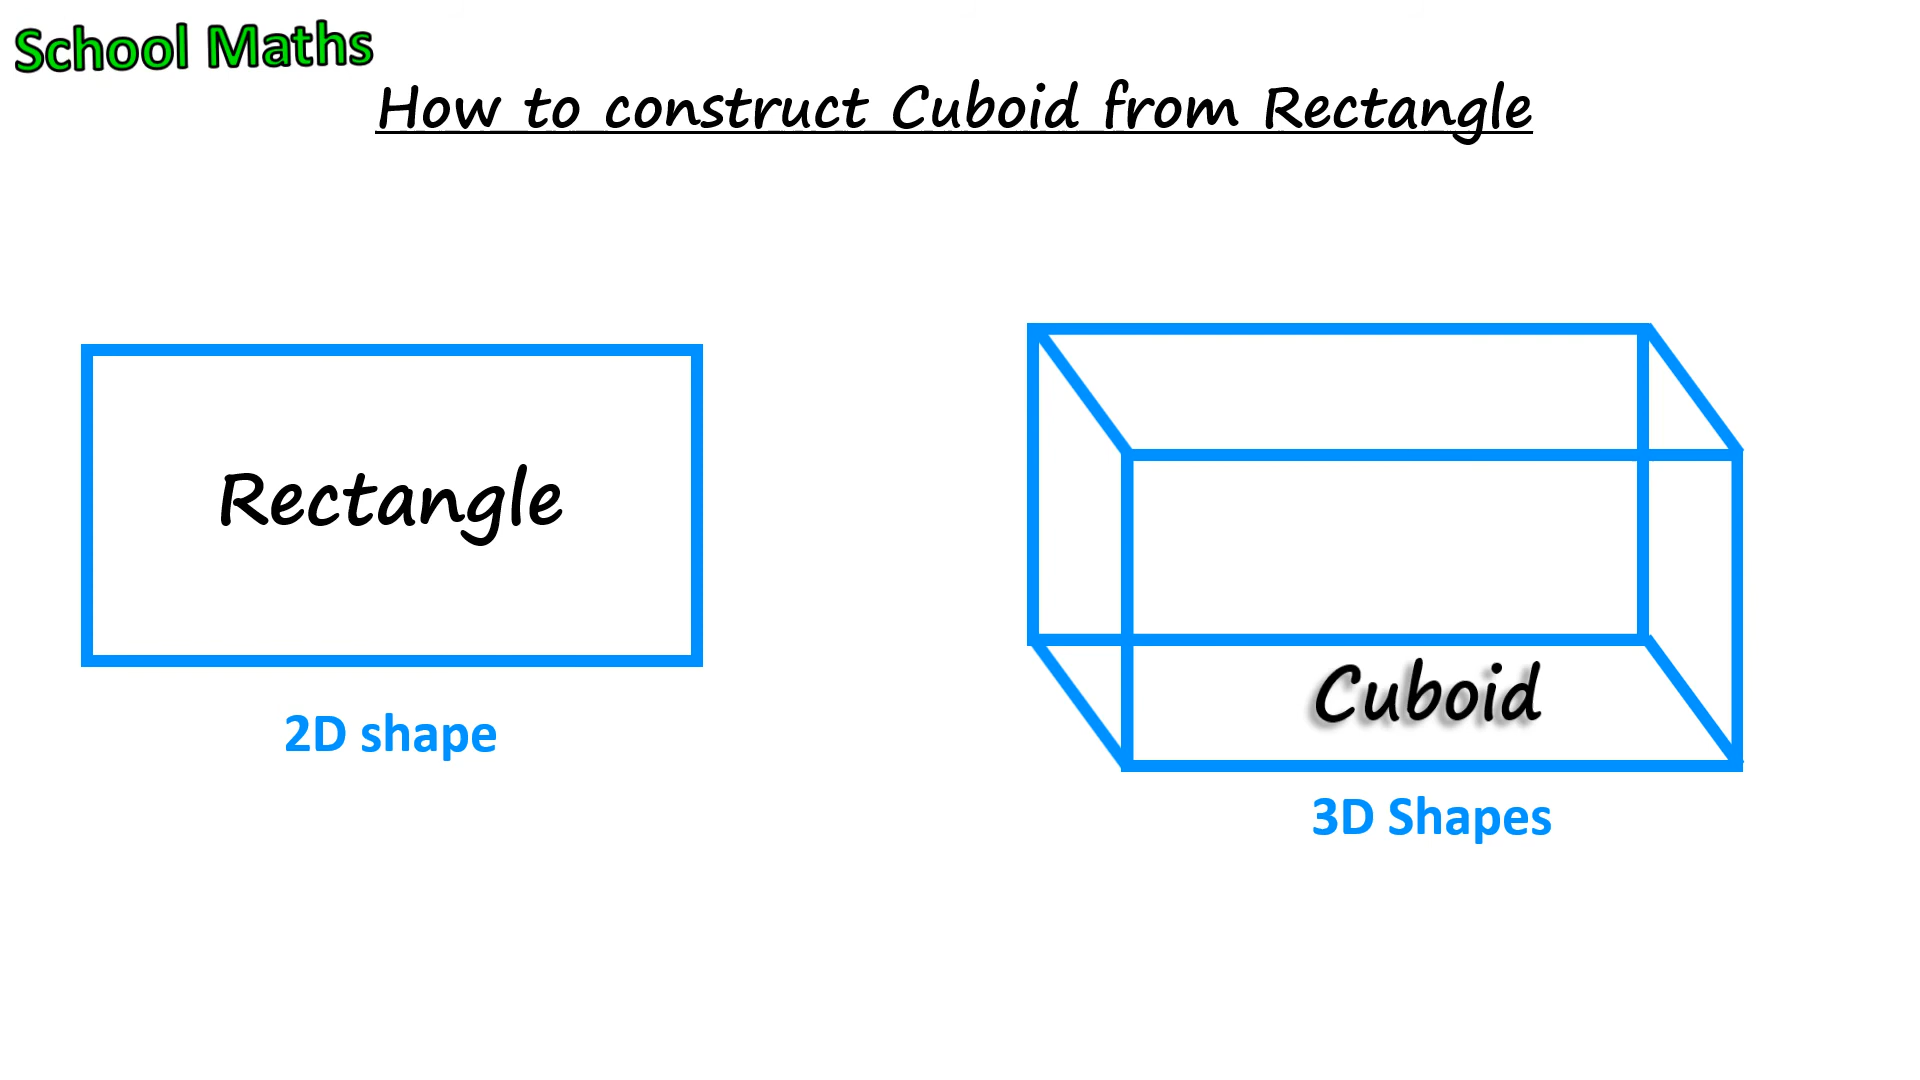 School Maths
How to construct Cuboid from Rectangle
Rectangle
2D shape
Cuboid
3D Shapes